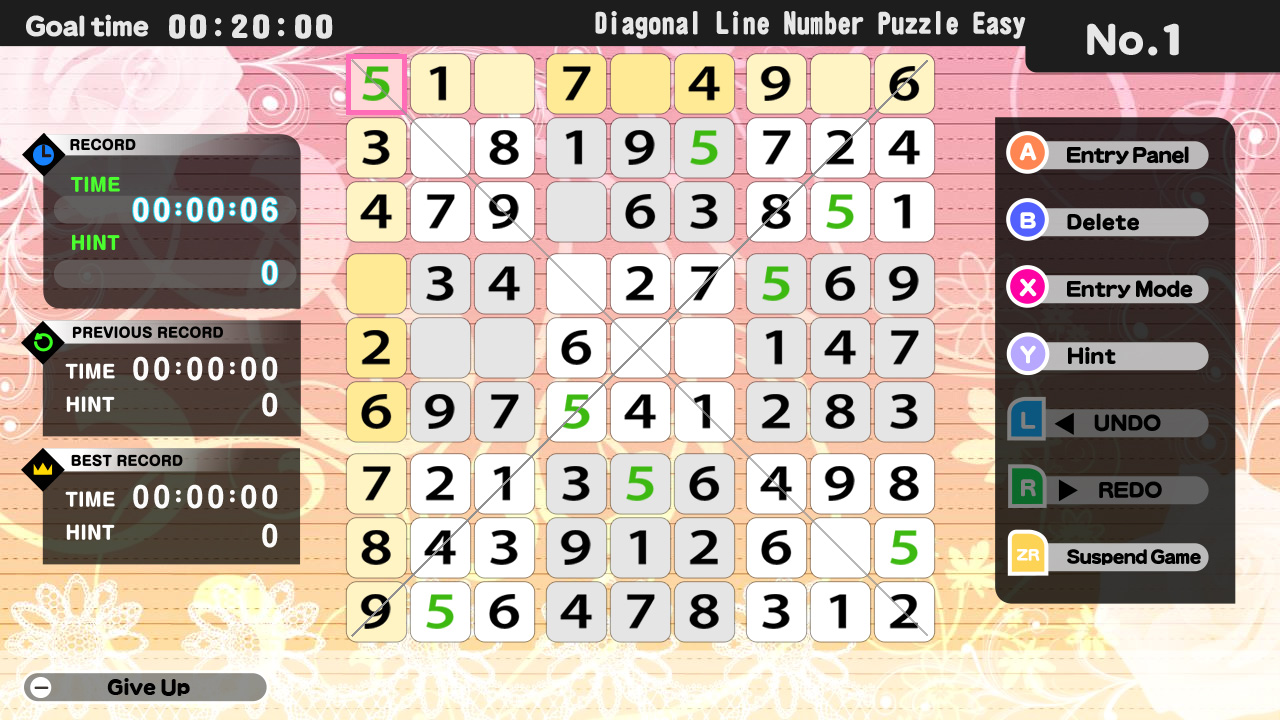 Goal time 00:20:00
Diagonal Line Number Puzzle Easy
No.1
RECORD
TIME
00:00:06
HINT
0
PREVIOUS RECORD
TIME 00:00:00
HINT 0
BEST RECORD
TIME 00:00:00
HINT 0
5 1 7 4 9 6
3 8 1 9 5 7 2 4
4 7 9 6 3 8 5 1
3 4 2 7 5 6 9
2 6 1 4 7
6 9 7 5 4 1 2 8 3
7 2 1 3 5 6 4 9 8
8 4 3 9 1 2 6 5
9 5 6 4 7 8 3 1 2
A Entry Panel
B Delete
X Entry Mode
Y Hint
L ◀ UNDO
R ▶ REDO
ZR Suspend Game
Give Up